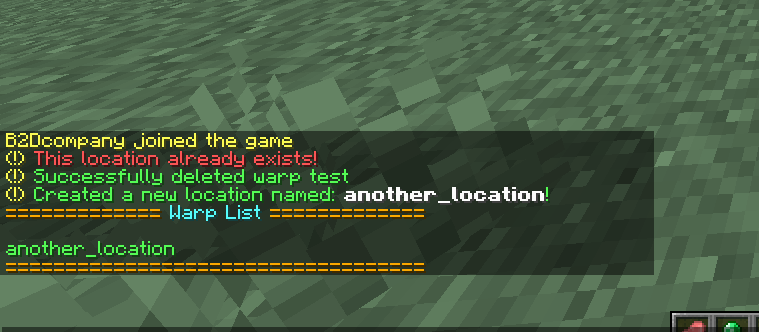 B2Dcompany joined the game
(!) This location already exists!
(!) Successfully deleted warp test
(!) Created a new location named: another_location!
============= Warp List =============
another_location
===================================